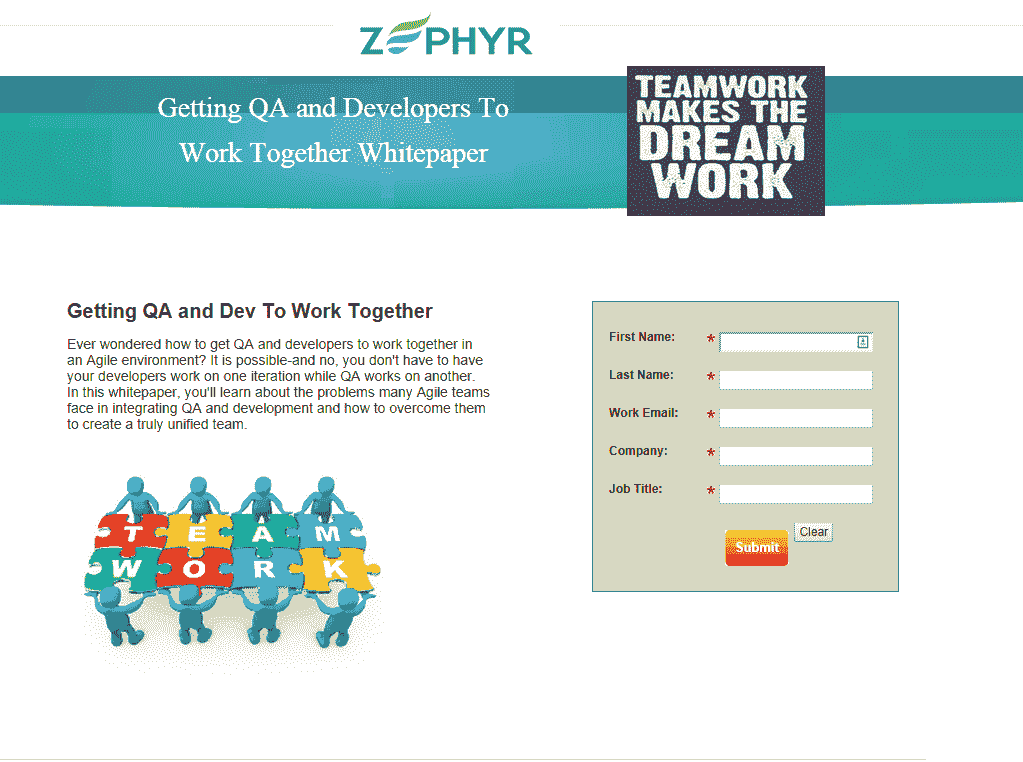 ZEPHYR
Getting QA and Developers To
Work Together Whitepaper
TEAMWORK
MAKES THE
DREAM
WORK
Getting QA and Dev To Work Together
Ever wondered how to get QA and developers to work together in
an Agile environment? It is possible-and no, you don't have to have
your developers work on one iteration while QA works on another.
In this whitepaper, you'll learn about the problems many Agile teams
face in integrating QA and development and how to overcome them
to create a truly unified team.
TEAM
WORK
First Name: *
Last Name: *
Work Email: *
Company: *
Job Title: *
Submit Clear